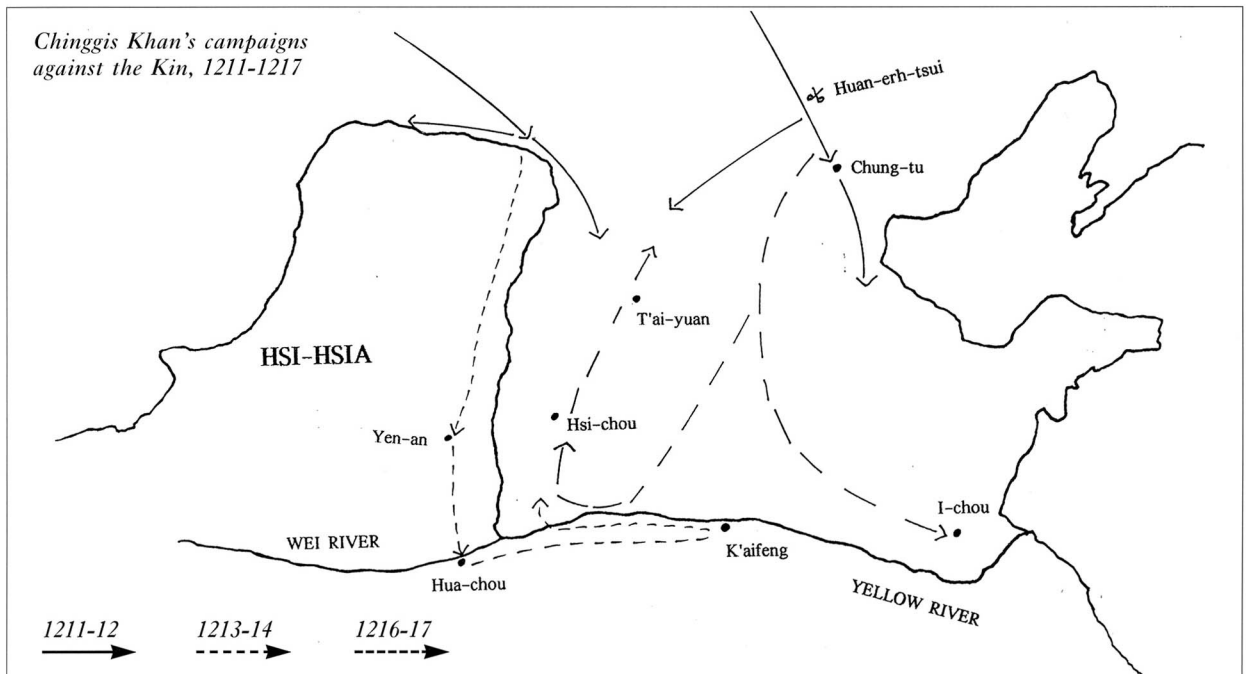 Chinggis Khan's campaigns
against the Kin, 1211-1217
Huan-erh-tsui
Chung-tu
T'ai-yuan
HSI-HSIA
Hsi-chou
Yen-an
I-chou
WEI RIVER
K'aifeng
Hua-chou
YELLOW RIVER
1211-12
1213-14
1216-17